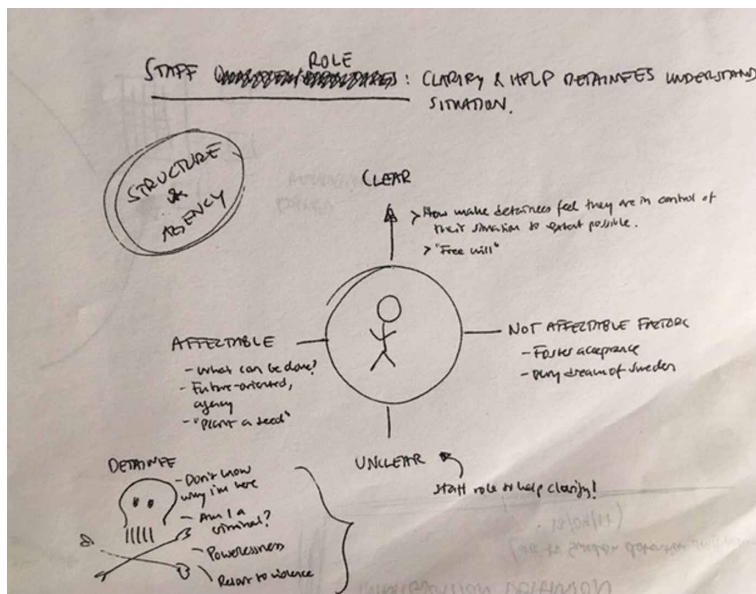 ROLE
STAFF : CLARIFY & HELP DETAINEES UNDERSTAND
SITUATION.
STRUCTURE
&
AGENCY
CLEAR
> How make detainees feel they are in control of
their situation to extent possible.
> "Free will"
AFFECTABLE
- What can be done?
- Future-oriented,
agency
- "Plant a seed"
NOT AFFECTABLE FACTORS
- Foster acceptance
- Bury dream of Sweden
UNCLEAR
Staff role to help clarify!
DETAINEE
- Don't know
why i'm here
- Am I a
criminal?
- Powerlessness
- Resort to violence